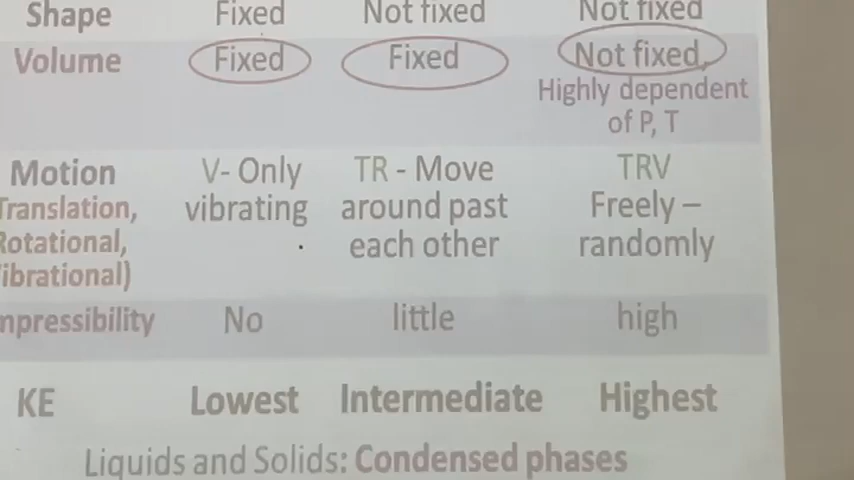 Shape Fixed Not fixed Not fixed
Volume Fixed Fixed Not fixed,
Highly dependent
of P, T
Motion V- Only TR - Move TRV
Translation, vibrating around past Freely –
Rotational, each other randomly
ibrational)
mpressibility No little high
KE Lowest Intermediate Highest
Liquids and Solids: Condensed phases